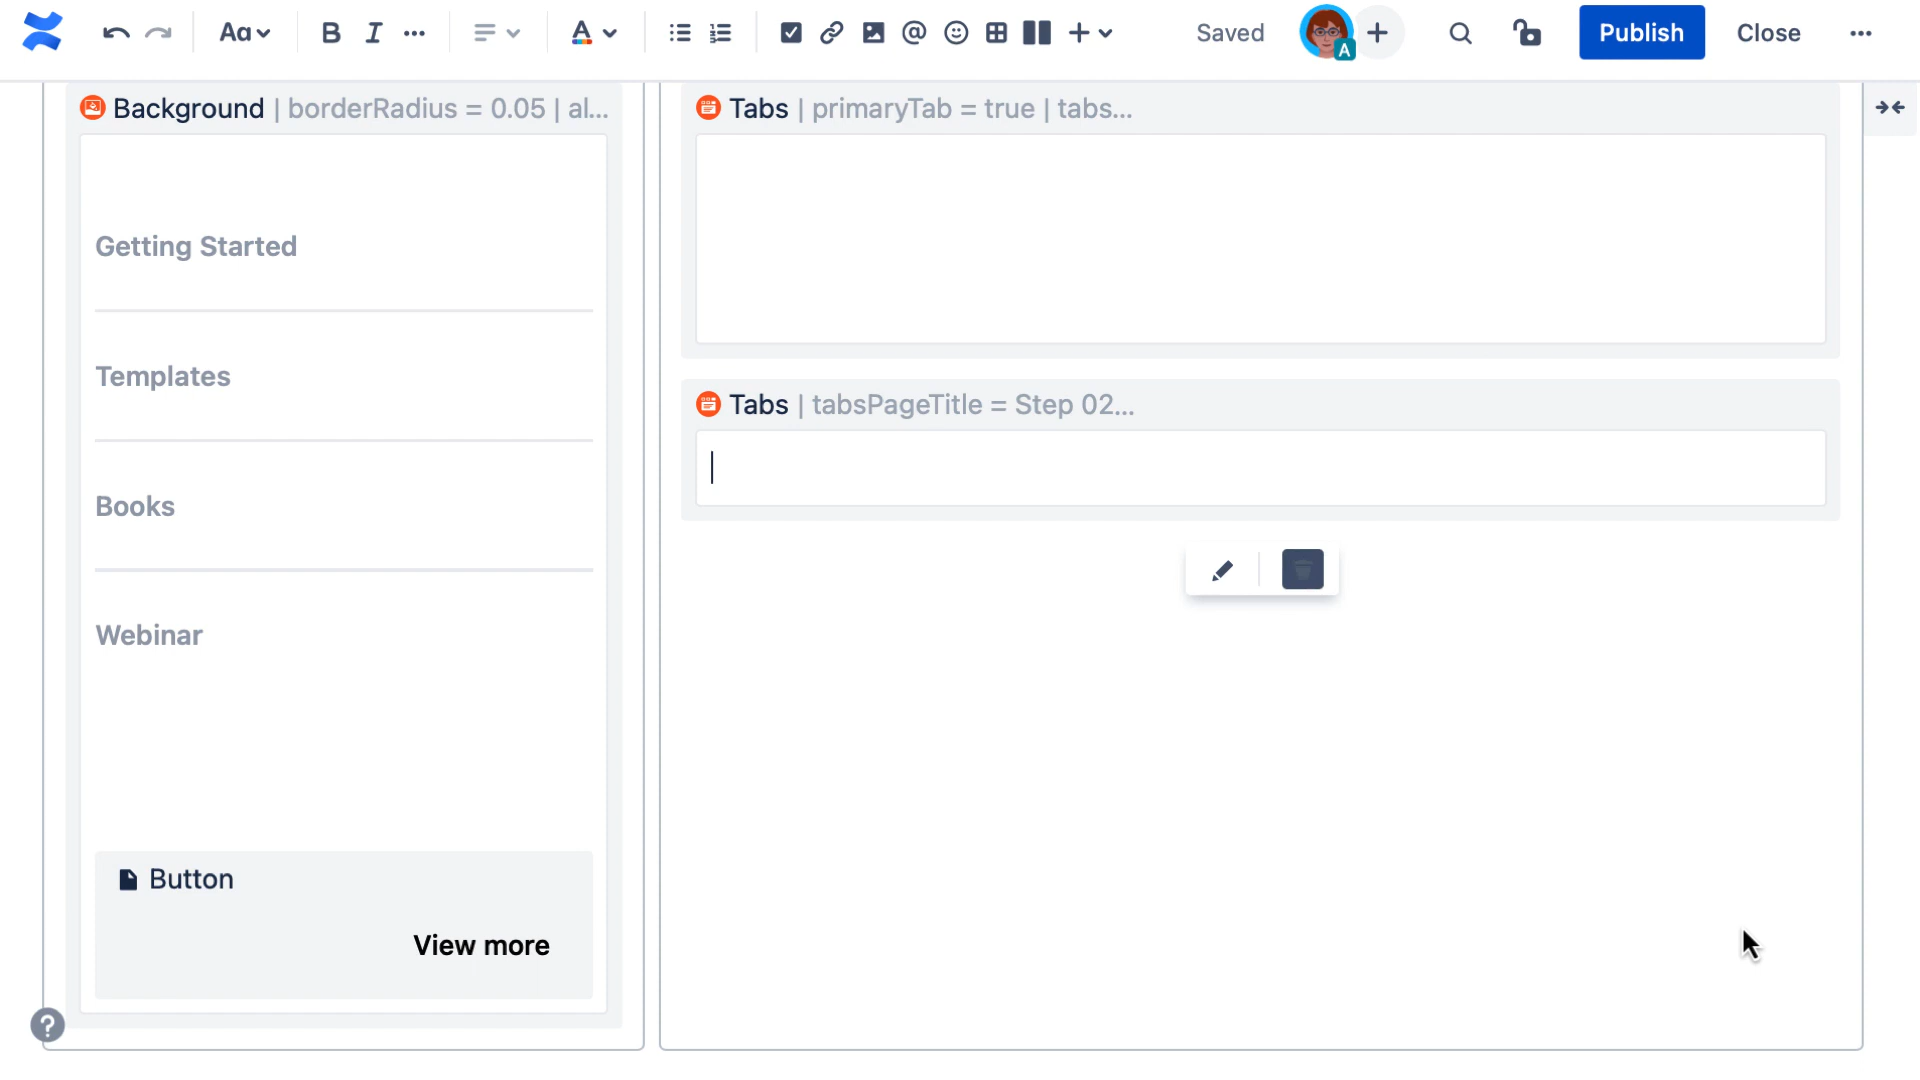 Aa
B I
A
@
Saved
A
Publish
Close
Background | borderRadius = 0.05 | al...
Getting Started
Templates
Books
Webinar
Button
View more
?
Tabs | primaryTab = true | tabs...
Tabs | tabsPageTitle = Step 02...